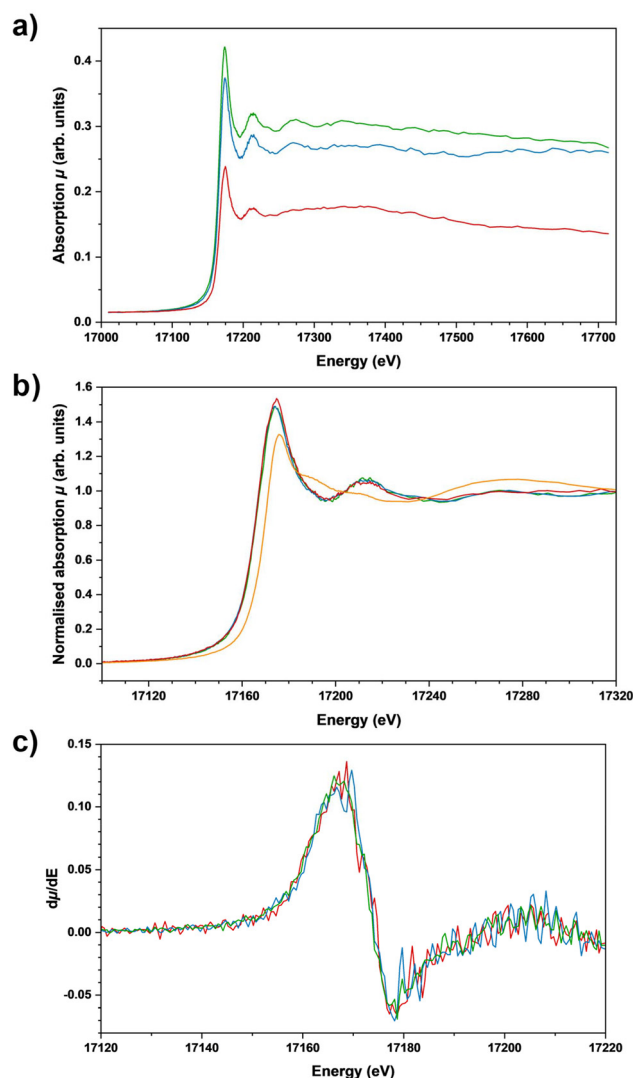 a)
Absorption μ (arb. units)
0.4
0.3
0.2
0.1
0.0
17000 17100 17200 17300 17400 17500 17600 17700
Energy (eV)
b)
Normalised absorption μ (arb. units)
1.6
1.4
1.2
1.0
0.8
0.6
0.4
0.2
0.0
17120 17160 17200 17240 17280 17320
Energy (eV)
c)
dμ/dE
0.15
0.10
0.05
0.00
-0.05
17120 17140 17160 17180 17200 17220
Energy (eV)